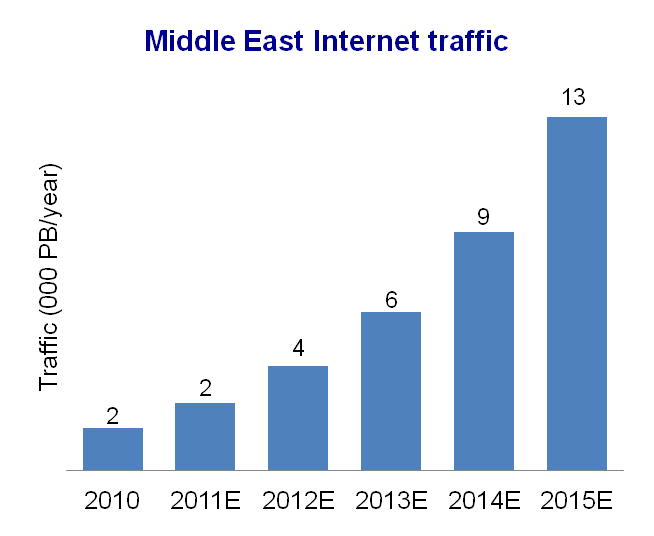 Middle East Internet traffic
Traffic (000 PB/year)
2
2
4
6
9
13
2010
2011E
2012E
2013E
2014E
2015E